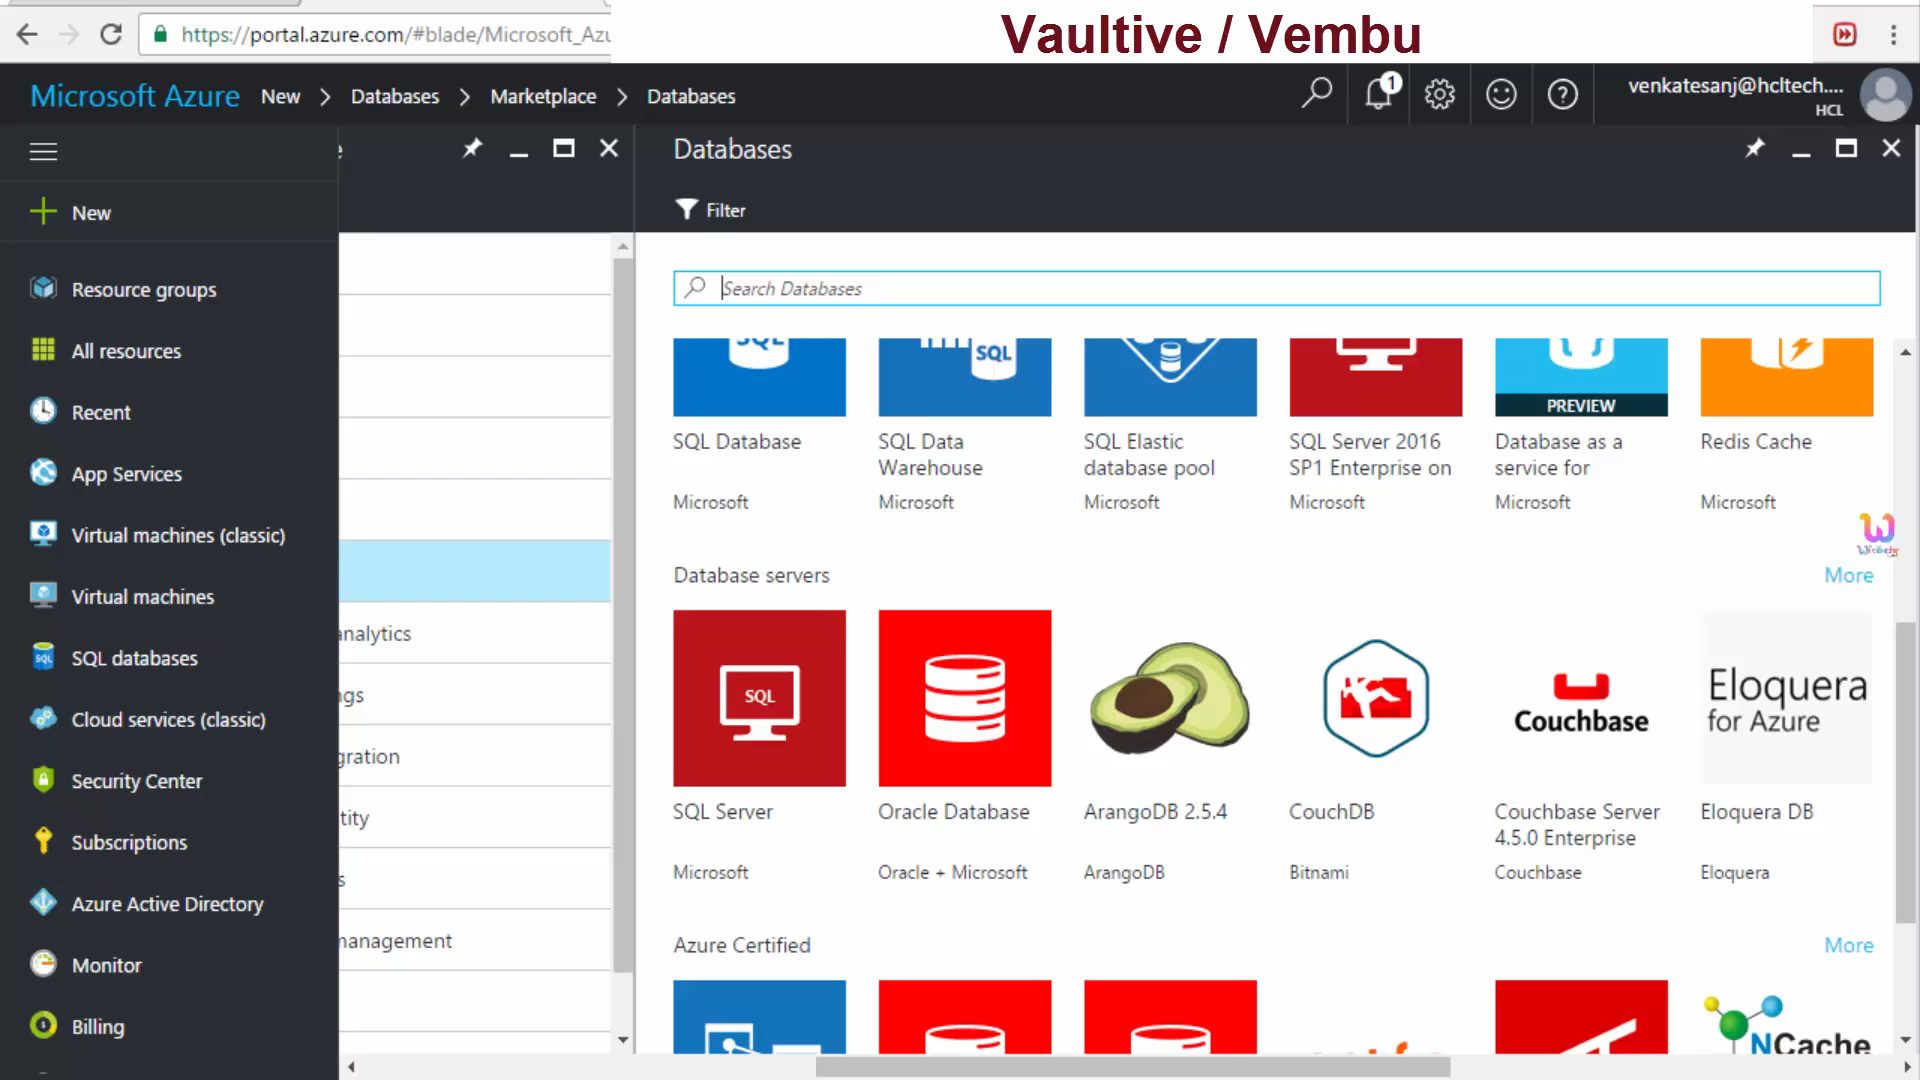 Vaultive / Vembu
https://portal.azure.com/#blade/Microsoft_Azu
Microsoft Azure New > Databases > Marketplace > Databases
1
venkatesanj@hcltech....
HCL
Databases
New
Filter
Search Databases
Resource groups
All resources
Recent
App Services
Virtual machines (classic)
Virtual machines
SQL databases
Cloud services (classic)
Security Center
Subscriptions
Azure Active Directory
Monitor
Billing
analytics
ngs
gration
tity
s
management
SQL
SQL
PREVIEW
SQL Database
Microsoft
SQL Data
Warehouse
Microsoft
SQL Elastic
database pool
Microsoft
SQL Server 2016
SP1 Enterprise on
Microsoft
Database as a
service for
Microsoft
Redis Cache
Microsoft
Database servers
More
SQL
SQL Server
Microsoft
Oracle Database
Oracle + Microsoft
ArangoDB 2.5.4
ArangoDB
CouchDB
Bitnami
Couchbase
Couchbase Server
4.5.0 Enterprise
Couchbase
Eloquera
for Azure
Eloquera DB
Eloquera
Azure Certified
More
NCache